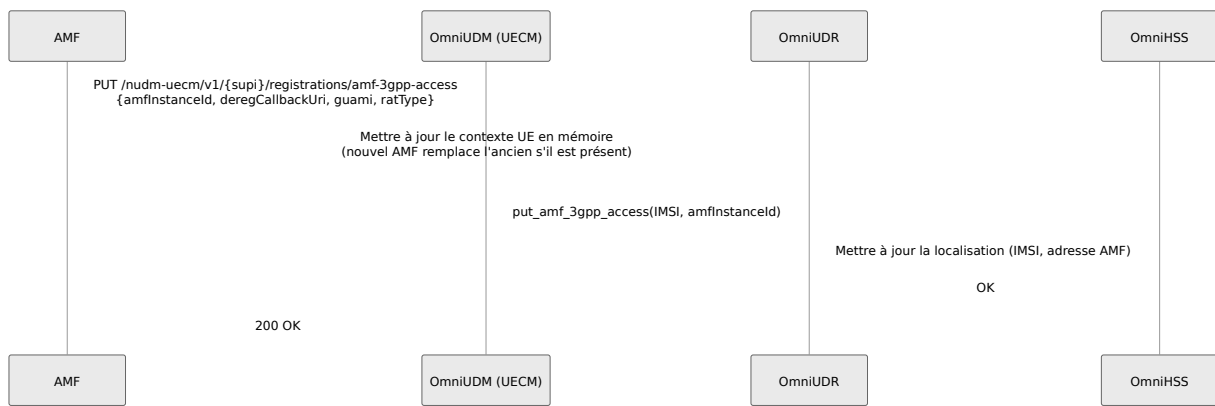 AMF
OmniUDM (UECM)
OmniUDR
OmniHSS
PUT /nudm-uecm/v1/{supi}/registrations/amf-3gpp-access
{amfInstanceId, deregCallbackUri, guami, ratType}
Mettre à jour le contexte UE en mémoire
(nouvel AMF remplace l'ancien s'il est présent)
put_amf_3gpp_access(IMSI, amfInstanceId)
Mettre à jour la localisation (IMSI, adresse AMF)
OK
200 OK
AMF
OmniUDM (UECM)
OmniUDR
OmniHSS